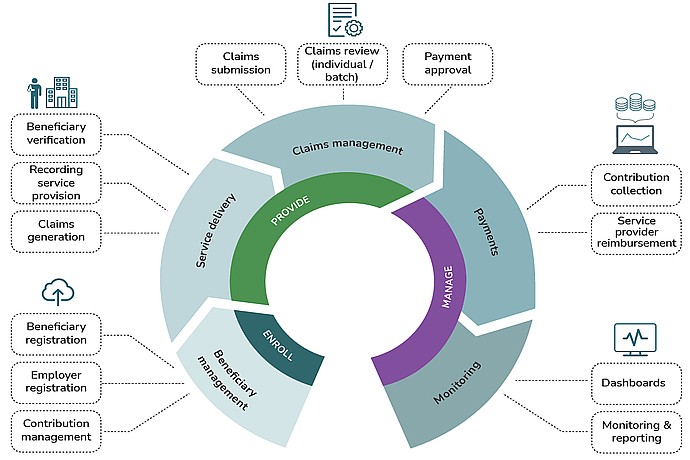 Claims
submission
Claims review
(individual /
batch)
Payment
approval
Beneficiary
verification
Recording
service
provision
Claims
generation
Beneficiary
registration
Employer
registration
Contribution
management
Claims management
Service delivery
Payments
Beneficiary
management
Monitoring
PROVIDE
MANAGE
ENROLL
Contribution
collection
Service
provider
reimbursement
Dashboards
Monitoring &
reporting